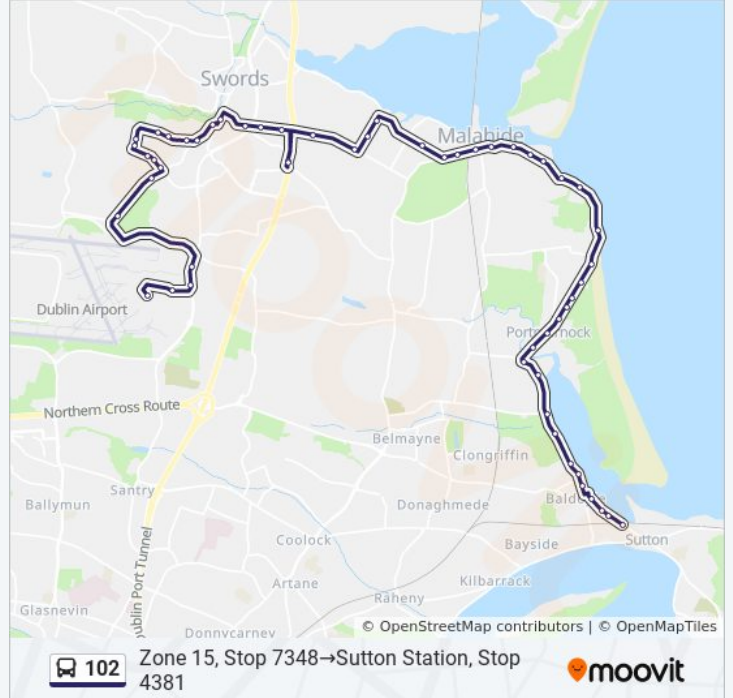 Swords
Malahide
Dublin Airport
Portmarnock
Northern Cross Route
Belmayne
Clongriffin
Santry
Ballymun
Donaghmede
Baldoyle
Sutton
Dublin Port Tunnel
Coolock
Bayside
Artane
Kilbarrack
Raheny
Glasnevin
Donnycarney
© OpenStreetMap contributors | © OpenMapTiles
102
Zone 15, Stop 7348→Sutton Station, Stop
4381
moovit